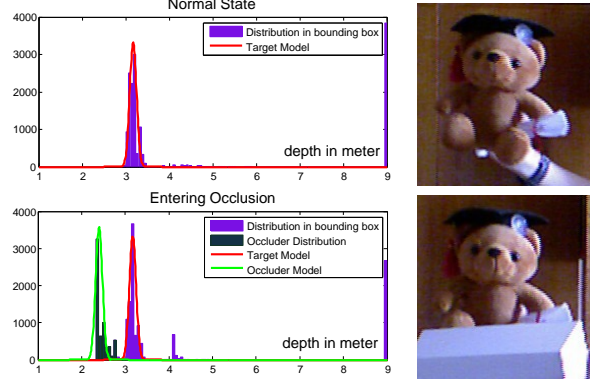 Normal State
4000
3000
2000
1000
0
Distribution in bounding box
Target Model
depth in meter
1 2 3 4 5 6 7 8 9
Entering Occlusion
4000
3000
2000
1000
0
Distribution in bounding box
Occluder Distribution
Target Model
Occluder Model
depth in meter
1 2 3 4 5 6 7 8 9